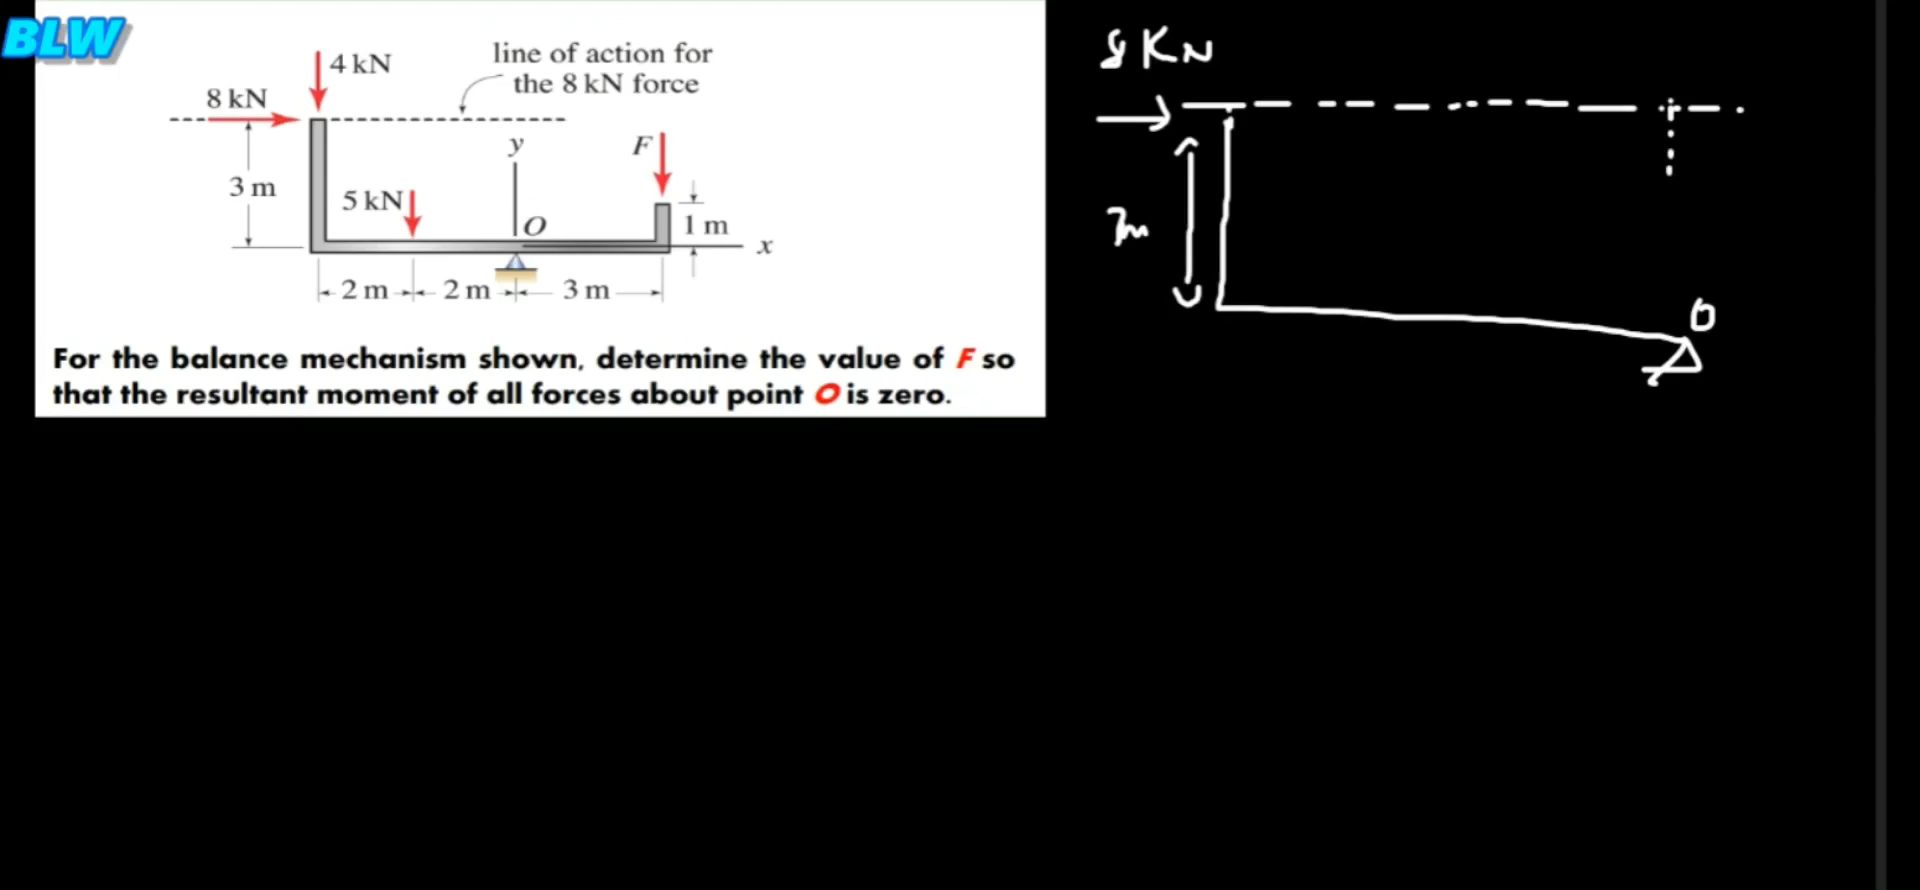 BLW
4 kN
line of action for
the 8 kN force
8 kN
y
F
3 m
5 kN
O
1 m
x
2 m
2 m
3 m
For the balance mechanism shown, determine the value of F so
that the resultant moment of all forces about point O is zero.
8 KN
3m
O